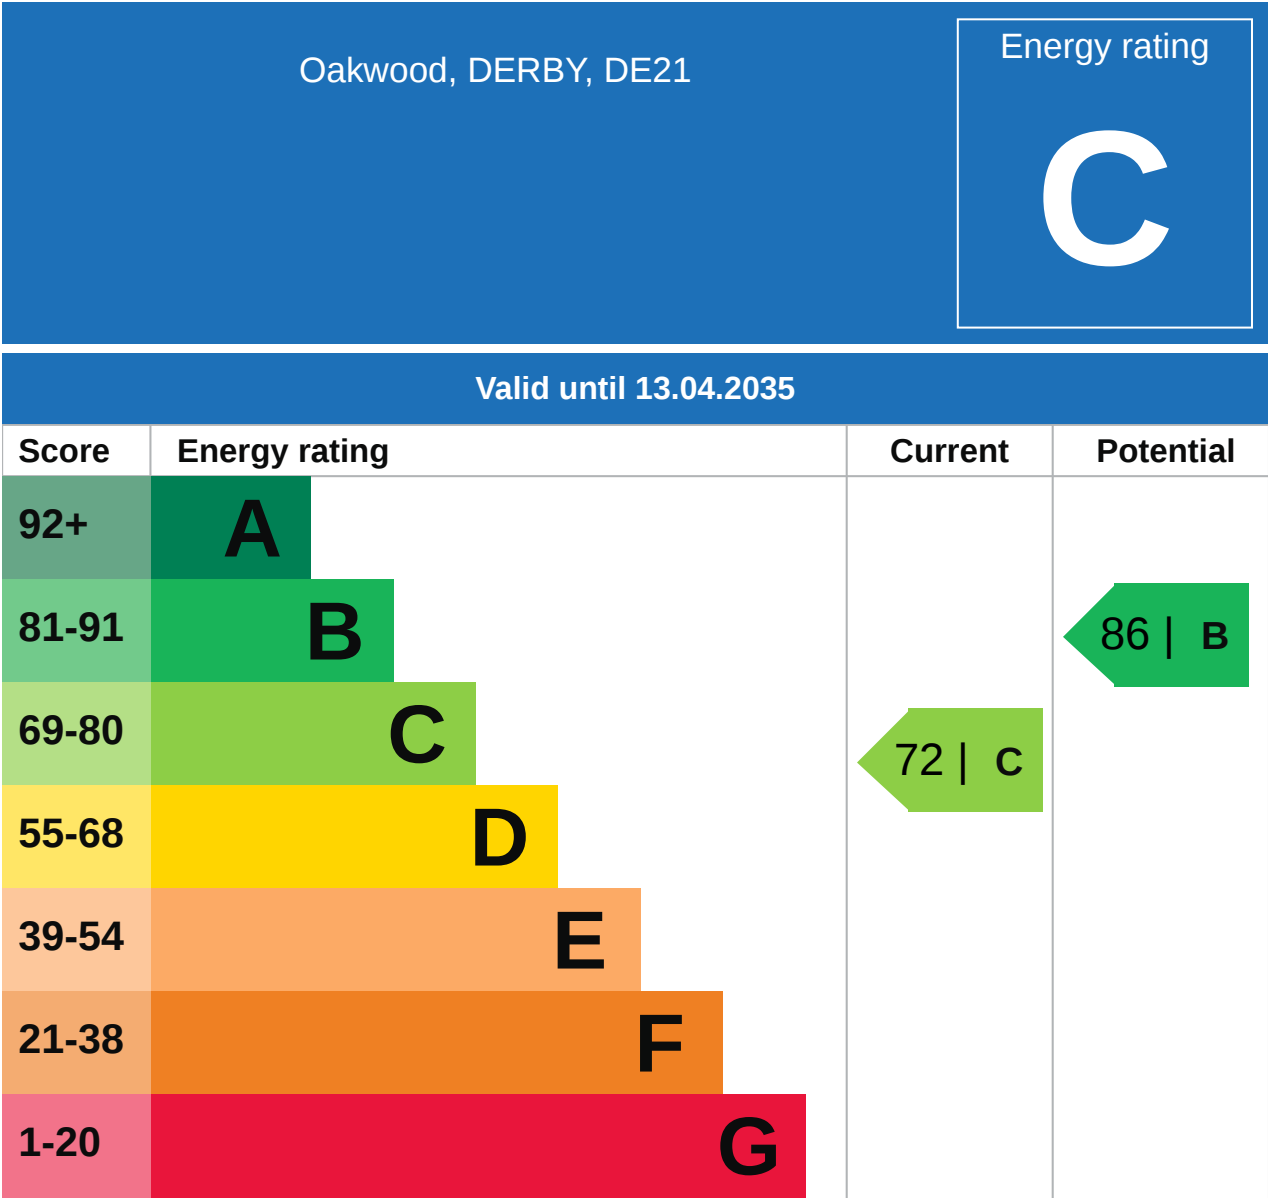 Oakwood, DERBY, DE21
Energy rating
C
Valid until 13.04.2035
Score Energy rating Current Potential
92+ A
81-91 B 86 | B
69-80 C 72 | C
55-68 D
39-54 E
21-38 F
1-20 G